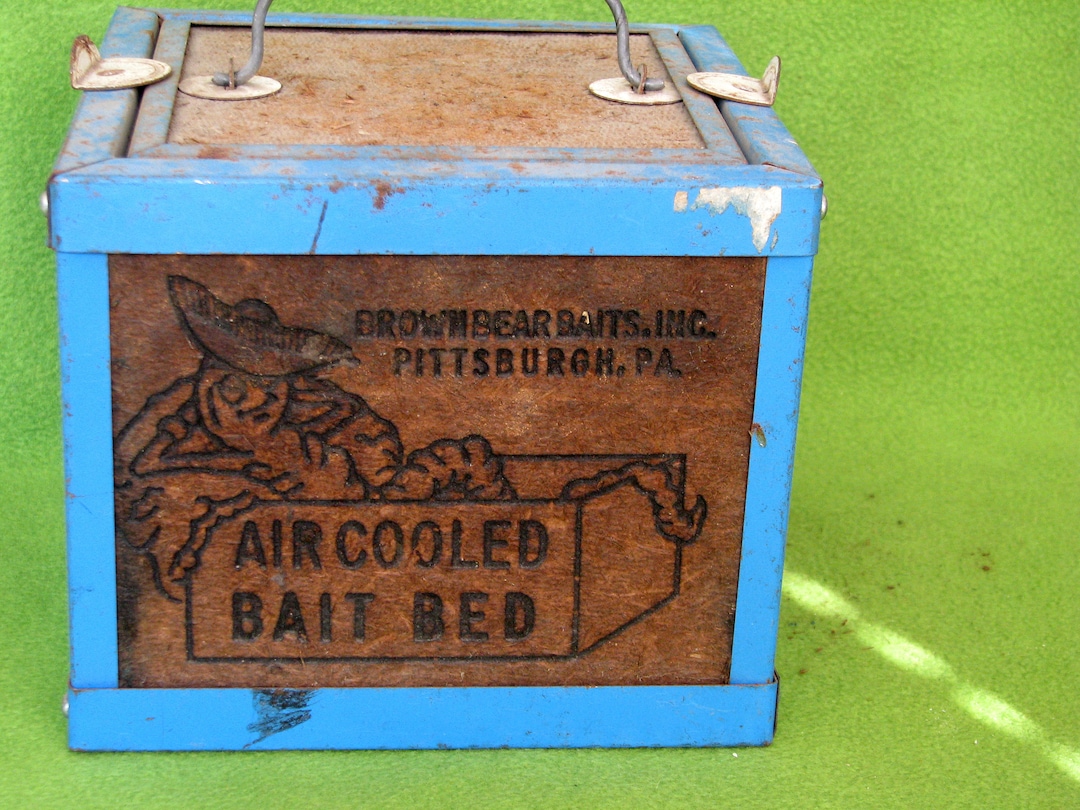 BROWN BEAR BAITS. INC.
PITTSBURGH. PA.
AIR COOLED
BAIT BED